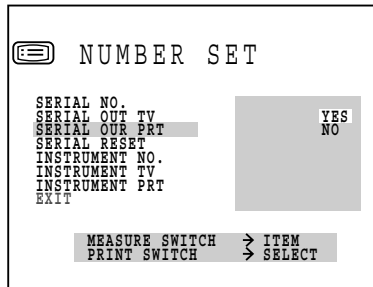 NUMBER SET
SERIAL NO.
SERIAL OUT TV YES
SERIAL OUR PRT NO
SERIAL RESET
INSTRUMENT NO.
INSTRUMENT TV
INSTRUMENT PRT
EXIT
MEASURE SWITCH → ITEM
PRINT SWITCH → SELECT